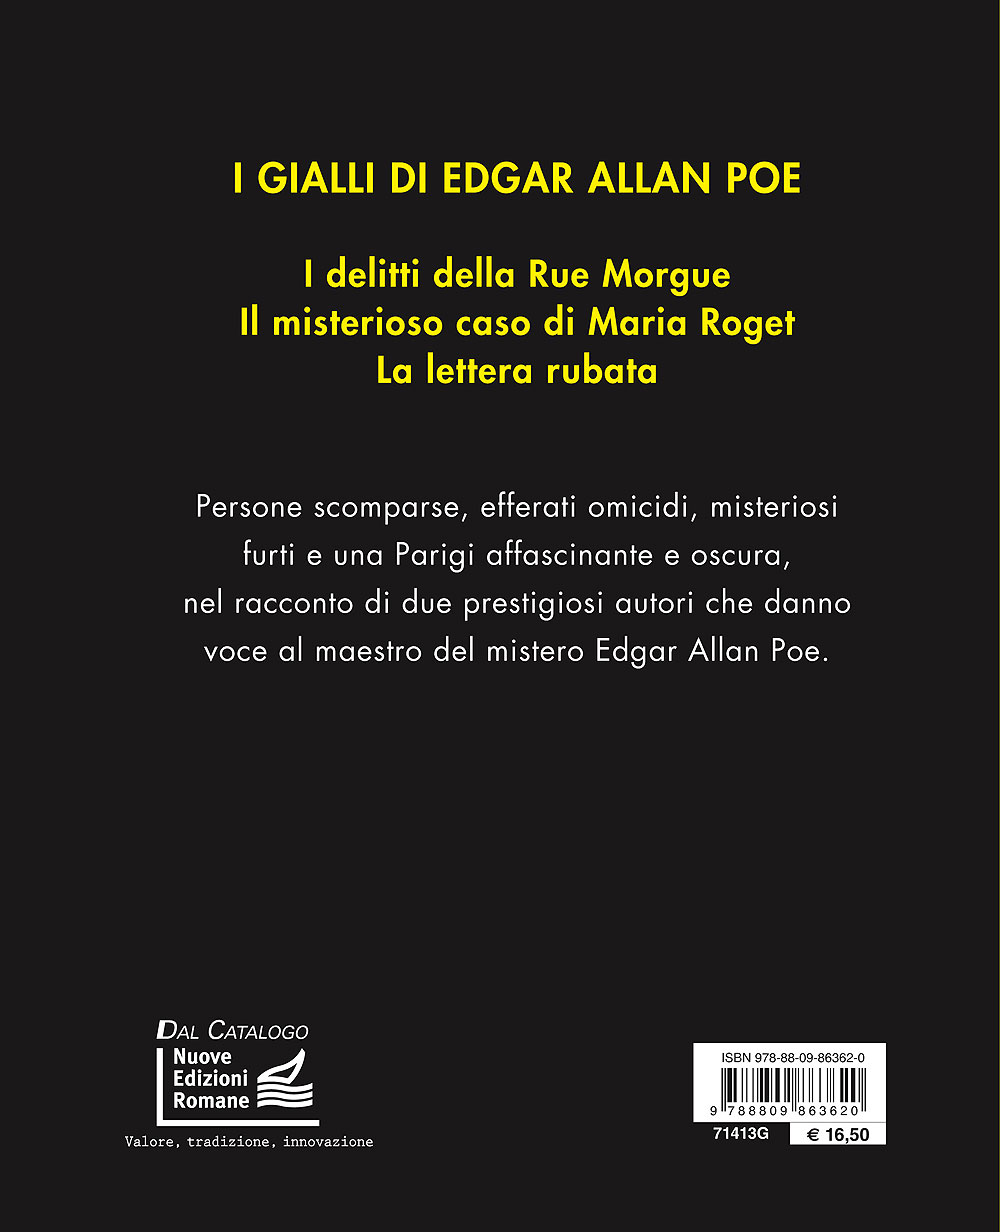 I GIALLI DI EDGAR ALLAN POE
I delitti della Rue Morgue
Il misterioso caso di Maria Roget
La lettera rubata
Persone scomparse, efferati omicidi, misteriosi
furti e una Parigi affascinante e oscura,
nel racconto di due prestigiosi autori che danno
voce al maestro del mistero Edgar Allan Poe.
DAL CATALOGO
Nuove
Edizioni
Romane
Valore, tradizione, innovazione
ISBN 978-88-09-86362-0
9 788809 863620
71413G
€ 16,50